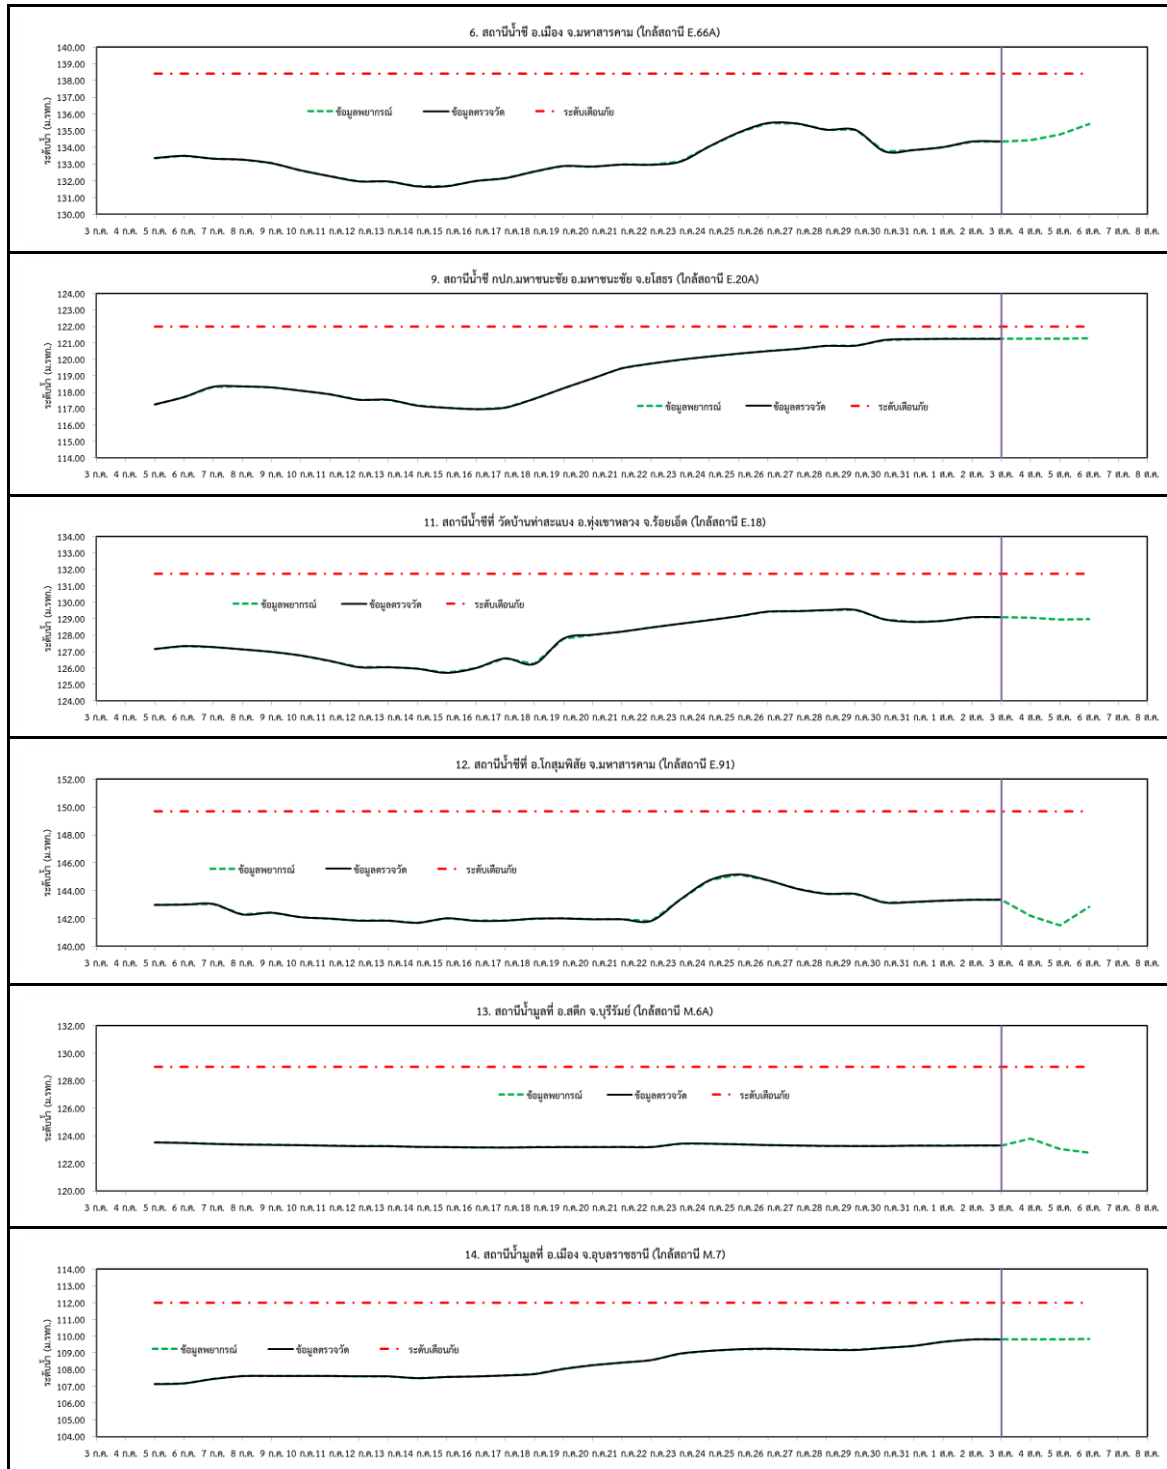 6. สถานีน้ำชี อ.เมือง จ.มหาสารคาม (ใกล้สถานี E.66A)
ระดับน้ำ (ม.รทก.)
140.00
139.00
138.00
137.00
136.00
135.00
134.00
133.00
132.00
131.00
130.00
ข้อมูลพยากรณ์ ข้อมูลตรวจวัด ระดับเตือนภัย
3 ก.ค. 4 ก.ค. 5 ก.ค. 6 ก.ค. 7 ก.ค. 8 ก.ค. 9 ก.ค. 10 ก.ค. 11 ก.ค. 12 ก.ค. 13 ก.ค. 14 ก.ค. 15 ก.ค. 16 ก.ค. 17 ก.ค. 18 ก.ค. 19 ก.ค. 20 ก.ค. 21 ก.ค. 22 ก.ค. 23 ก.ค. 24 ก.ค. 25 ก.ค. 26 ก.ค. 27 ก.ค. 28 ก.ค. 29 ก.ค. 30 ก.ค. 31 ก.ค. 1 ส.ค. 2 ส.ค. 3 ส.ค. 4 ส.ค. 5 ส.ค. 6 ส.ค. 7 ส.ค. 8 ส.ค.
9. สถานีน้ำชี กปภ.มหาชนะชัย อ.มหาชนะชัย จ.ยโสธร (ใกล้สถานี E.20A)
ระดับน้ำ (ม.รทก.)
124.00
123.00
122.00
121.00
120.00
119.00
118.00
117.00
116.00
115.00
114.00
ข้อมูลพยากรณ์ ข้อมูลตรวจวัด ระดับเตือนภัย
3 ก.ค. 4 ก.ค. 5 ก.ค. 6 ก.ค. 7 ก.ค. 8 ก.ค. 9 ก.ค. 10 ก.ค. 11 ก.ค. 12 ก.ค. 13 ก.ค. 14 ก.ค. 15 ก.ค. 16 ก.ค. 17 ก.ค. 18 ก.ค. 19 ก.ค. 20 ก.ค. 21 ก.ค. 22 ก.ค. 23 ก.ค. 24 ก.ค. 25 ก.ค. 26 ก.ค. 27 ก.ค. 28 ก.ค. 29 ก.ค. 30 ก.ค. 31 ก.ค. 1 ส.ค. 2 ส.ค. 3 ส.ค. 4 ส.ค. 5 ส.ค. 6 ส.ค. 7 ส.ค. 8 ส.ค.
11. สถานีน้ำชีที่ วัดบ้านท่าสะแบง อ.ทุ่งเขาหลวง จ.ร้อยเอ็ด (ใกล้สถานี E.18)
ระดับน้ำ (ม.รทก.)
134.00
133.00
132.00
131.00
130.00
129.00
128.00
127.00
126.00
125.00
124.00
ข้อมูลพยากรณ์ ข้อมูลตรวจวัด ระดับเตือนภัย
3 ก.ค. 4 ก.ค. 5 ก.ค. 6 ก.ค. 7 ก.ค. 8 ก.ค. 9 ก.ค. 10 ก.ค. 11 ก.ค. 12 ก.ค. 13 ก.ค. 14 ก.ค. 15 ก.ค. 16 ก.ค. 17 ก.ค. 18 ก.ค. 19 ก.ค. 20 ก.ค. 21 ก.ค. 22 ก.ค. 23 ก.ค. 24 ก.ค. 25 ก.ค. 26 ก.ค. 27 ก.ค. 28 ก.ค. 29 ก.ค. 30 ก.ค. 31 ก.ค. 1 ส.ค. 2 ส.ค. 3 ส.ค. 4 ส.ค. 5 ส.ค. 6 ส.ค. 7 ส.ค. 8 ส.ค.
12. สถานีน้ำชีที่ อ.โกสุมพิสัย จ.มหาสารคาม (ใกล้สถานี E.91)
ระดับน้ำ (ม.รทก.)
152.00
150.00
148.00
146.00
144.00
142.00
140.00
ข้อมูลพยากรณ์ ข้อมูลตรวจวัด ระดับเตือนภัย
3 ก.ค. 4 ก.ค. 5 ก.ค. 6 ก.ค. 7 ก.ค. 8 ก.ค. 9 ก.ค. 10 ก.ค. 11 ก.ค. 12 ก.ค. 13 ก.ค. 14 ก.ค. 15 ก.ค. 16 ก.ค. 17 ก.ค. 18 ก.ค. 19 ก.ค. 20 ก.ค. 21 ก.ค. 22 ก.ค. 23 ก.ค. 24 ก.ค. 25 ก.ค. 26 ก.ค. 27 ก.ค. 28 ก.ค. 29 ก.ค. 30 ก.ค. 31 ก.ค. 1 ส.ค. 2 ส.ค. 3 ส.ค. 4 ส.ค. 5 ส.ค. 6 ส.ค. 7 ส.ค. 8 ส.ค.
13. สถานีน้ำมูลที่ อ.สตึก จ.บุรีรัมย์ (ใกล้สถานี M.6A)
ระดับน้ำ (ม.รทก.)
132.00
130.00
128.00
126.00
124.00
122.00
120.00
ข้อมูลพยากรณ์ ข้อมูลตรวจวัด ระดับเตือนภัย
3 ก.ค. 4 ก.ค. 5 ก.ค. 6 ก.ค. 7 ก.ค. 8 ก.ค. 9 ก.ค. 10 ก.ค. 11 ก.ค. 12 ก.ค. 13 ก.ค. 14 ก.ค. 15 ก.ค. 16 ก.ค. 17 ก.ค. 18 ก.ค. 19 ก.ค. 20 ก.ค. 21 ก.ค. 22 ก.ค. 23 ก.ค. 24 ก.ค. 25 ก.ค. 26 ก.ค. 27 ก.ค. 28 ก.ค. 29 ก.ค. 30 ก.ค. 31 ก.ค. 1 ส.ค. 2 ส.ค. 3 ส.ค. 4 ส.ค. 5 ส.ค. 6 ส.ค. 7 ส.ค. 8 ส.ค.
14. สถานีน้ำมูลที่ อ.เมือง จ.อุบลราชธานี (ใกล้สถานี M.7)
ระดับน้ำ (ม.รทก.)
114.00
113.00
112.00
111.00
110.00
109.00
108.00
107.00
106.00
105.00
104.00
ข้อมูลพยากรณ์ ข้อมูลตรวจวัด ระดับเตือนภัย
3 ก.ค. 4 ก.ค. 5 ก.ค. 6 ก.ค. 7 ก.ค. 8 ก.ค. 9 ก.ค. 10 ก.ค. 11 ก.ค. 12 ก.ค. 13 ก.ค. 14 ก.ค. 15 ก.ค. 16 ก.ค. 17 ก.ค. 18 ก.ค. 19 ก.ค. 20 ก.ค. 21 ก.ค. 22 ก.ค. 23 ก.ค. 24 ก.ค. 25 ก.ค. 26 ก.ค. 27 ก.ค. 28 ก.ค. 29 ก.ค. 30 ก.ค. 31 ก.ค. 1 ส.ค. 2 ส.ค. 3 ส.ค. 4 ส.ค. 5 ส.ค. 6 ส.ค. 7 ส.ค. 8 ส.ค.